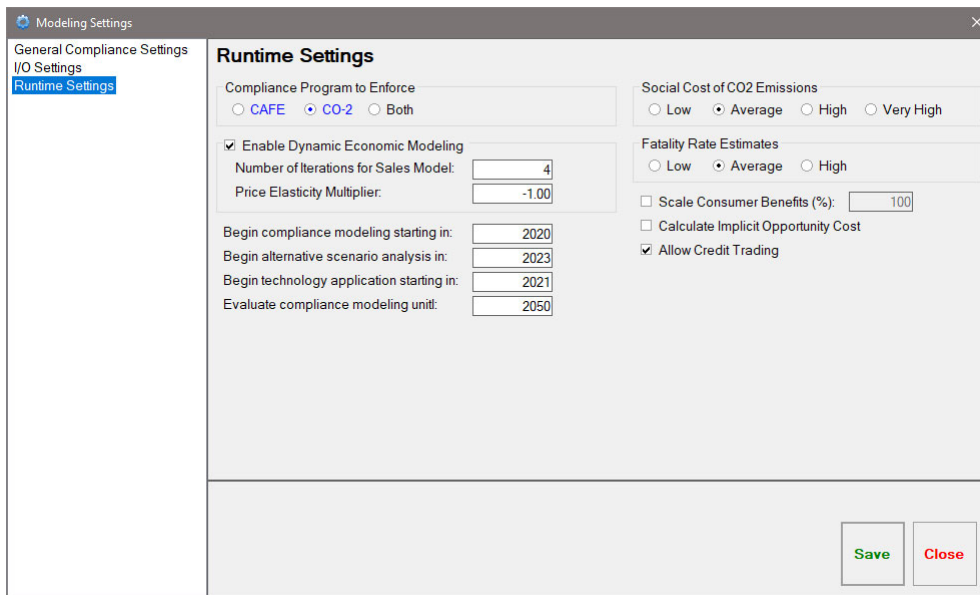 Modeling Settings
General Compliance Settings
I/O Settings
Runtime Settings
Runtime Settings
Compliance Program to Enforce
CAFE CO-2 Both
Enable Dynamic Economic Modeling
Number of Iterations for Sales Model: 4
Price Elasticity Multiplier: -1.00
Begin compliance modeling starting in: 2020
Begin alternative scenario analysis in: 2023
Begin technology application starting in: 2021
Evaluate compliance modeling unitl: 2050
Social Cost of CO2 Emissions
Low Average High Very High
Fatality Rate Estimates
Low Average High
Scale Consumer Benefits (%): 100
Calculate Implicit Opportunity Cost
Allow Credit Trading
Save Close